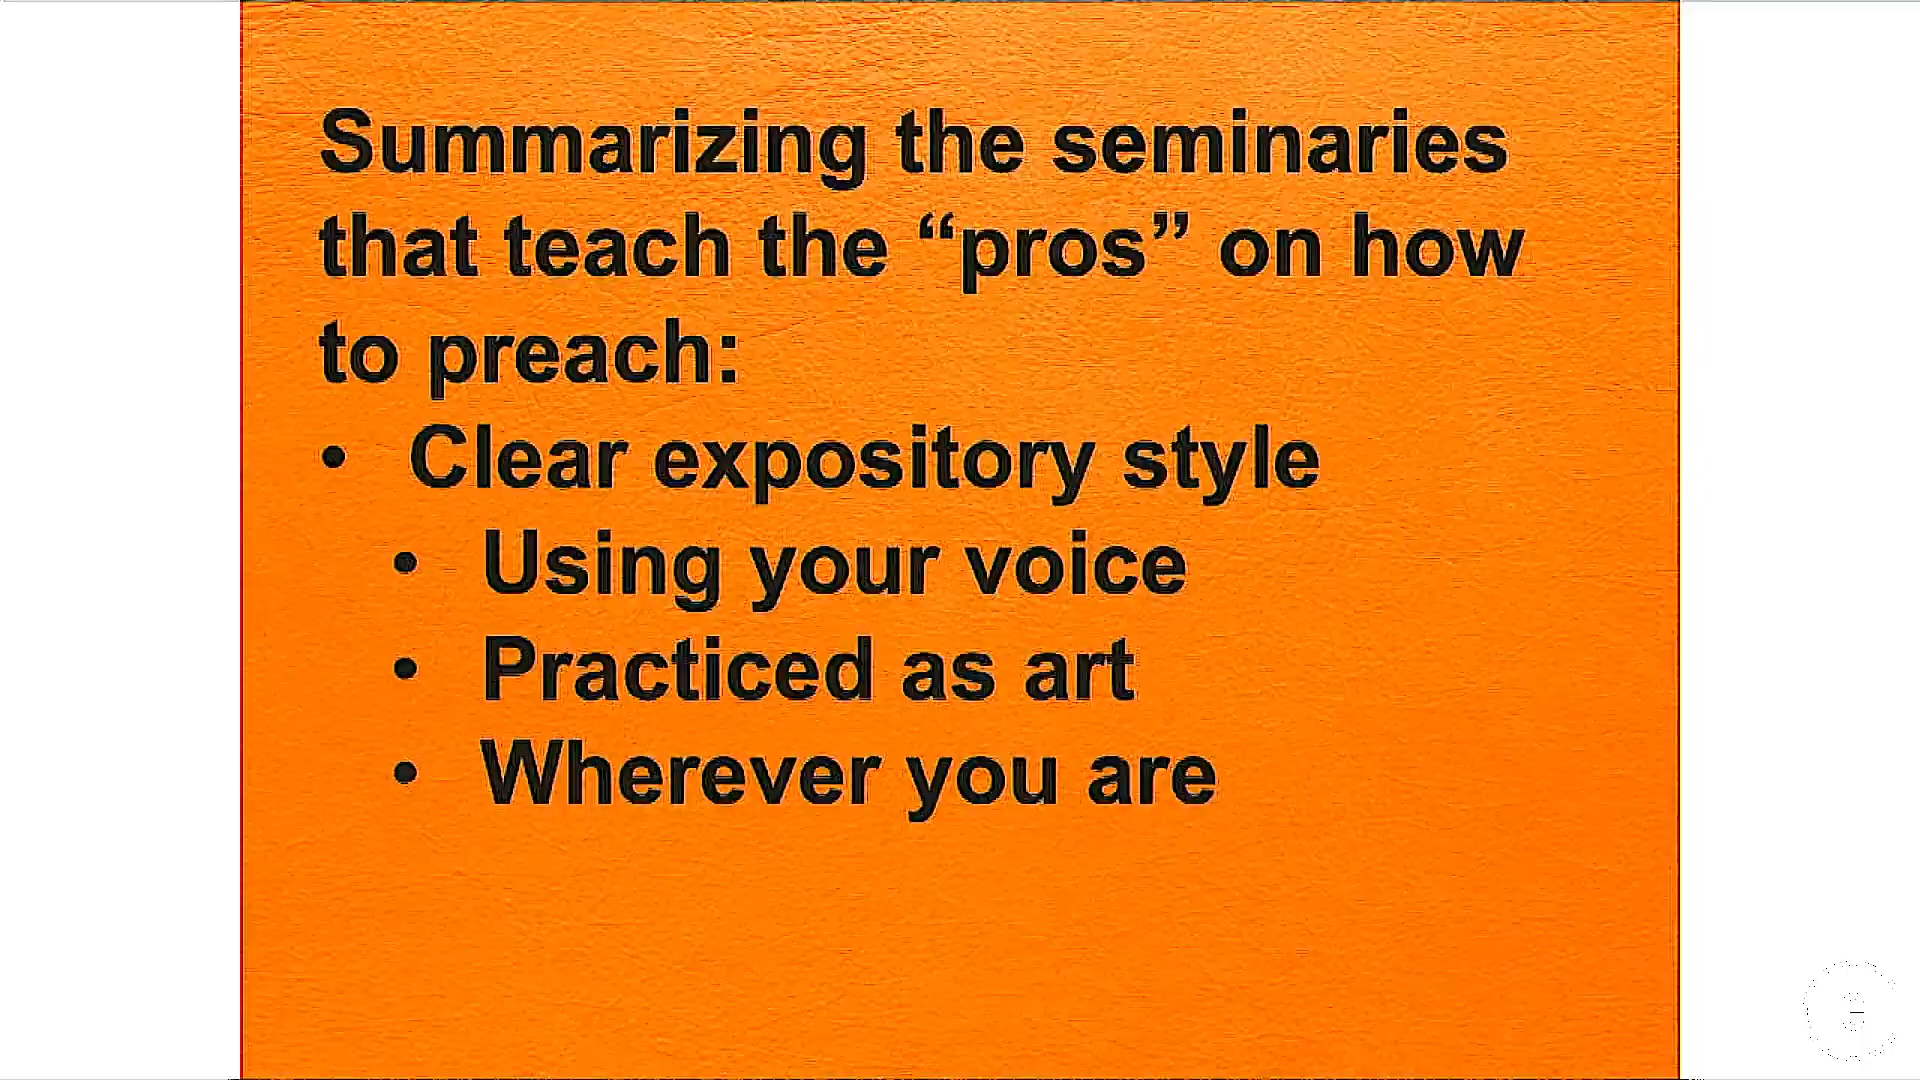 Summarizing the seminaries
that teach the “pros” on how
to preach:
• Clear expository style
• Using your voice
• Practiced as art
• Wherever you are